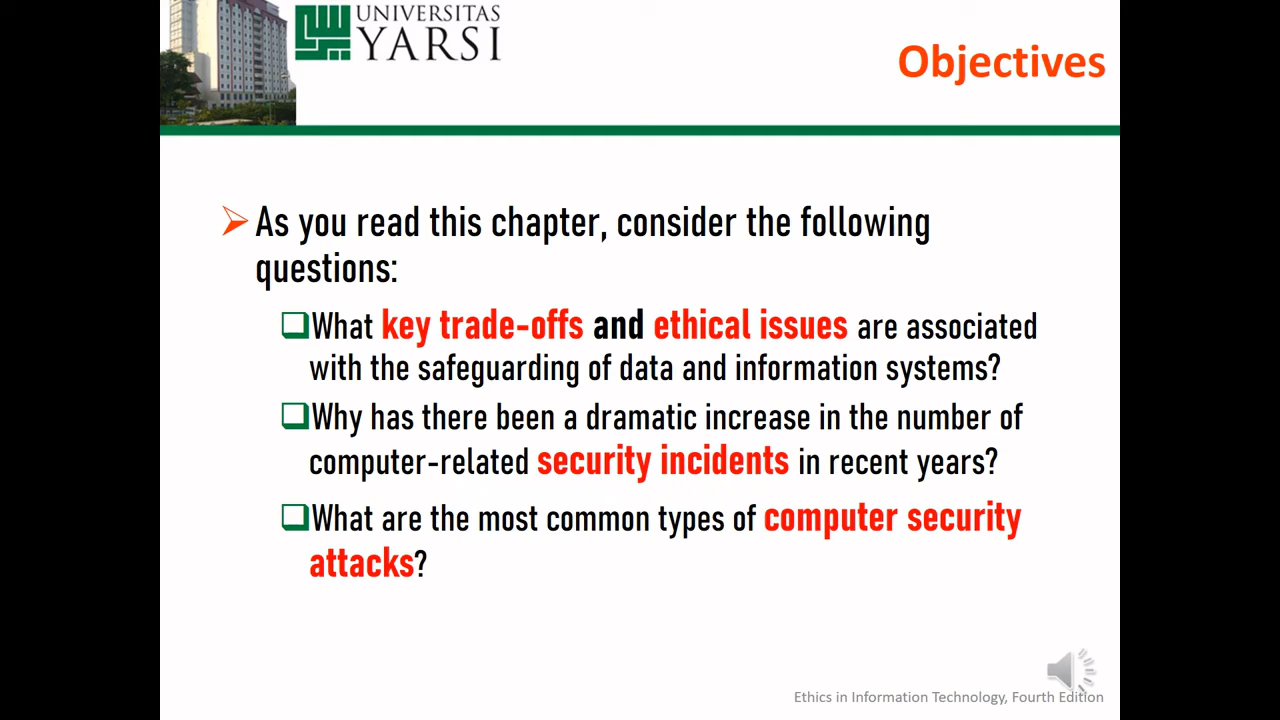 UNIVERSITAS
YARSI
Objectives
As you read this chapter, consider the following
questions:
What key trade-offs and ethical issues are associated
with the safeguarding of data and information systems?
Why has there been a dramatic increase in the number of
computer-related security incidents in recent years?
What are the most common types of computer security
attacks?
Ethics in Information Technology, Fourth Edition